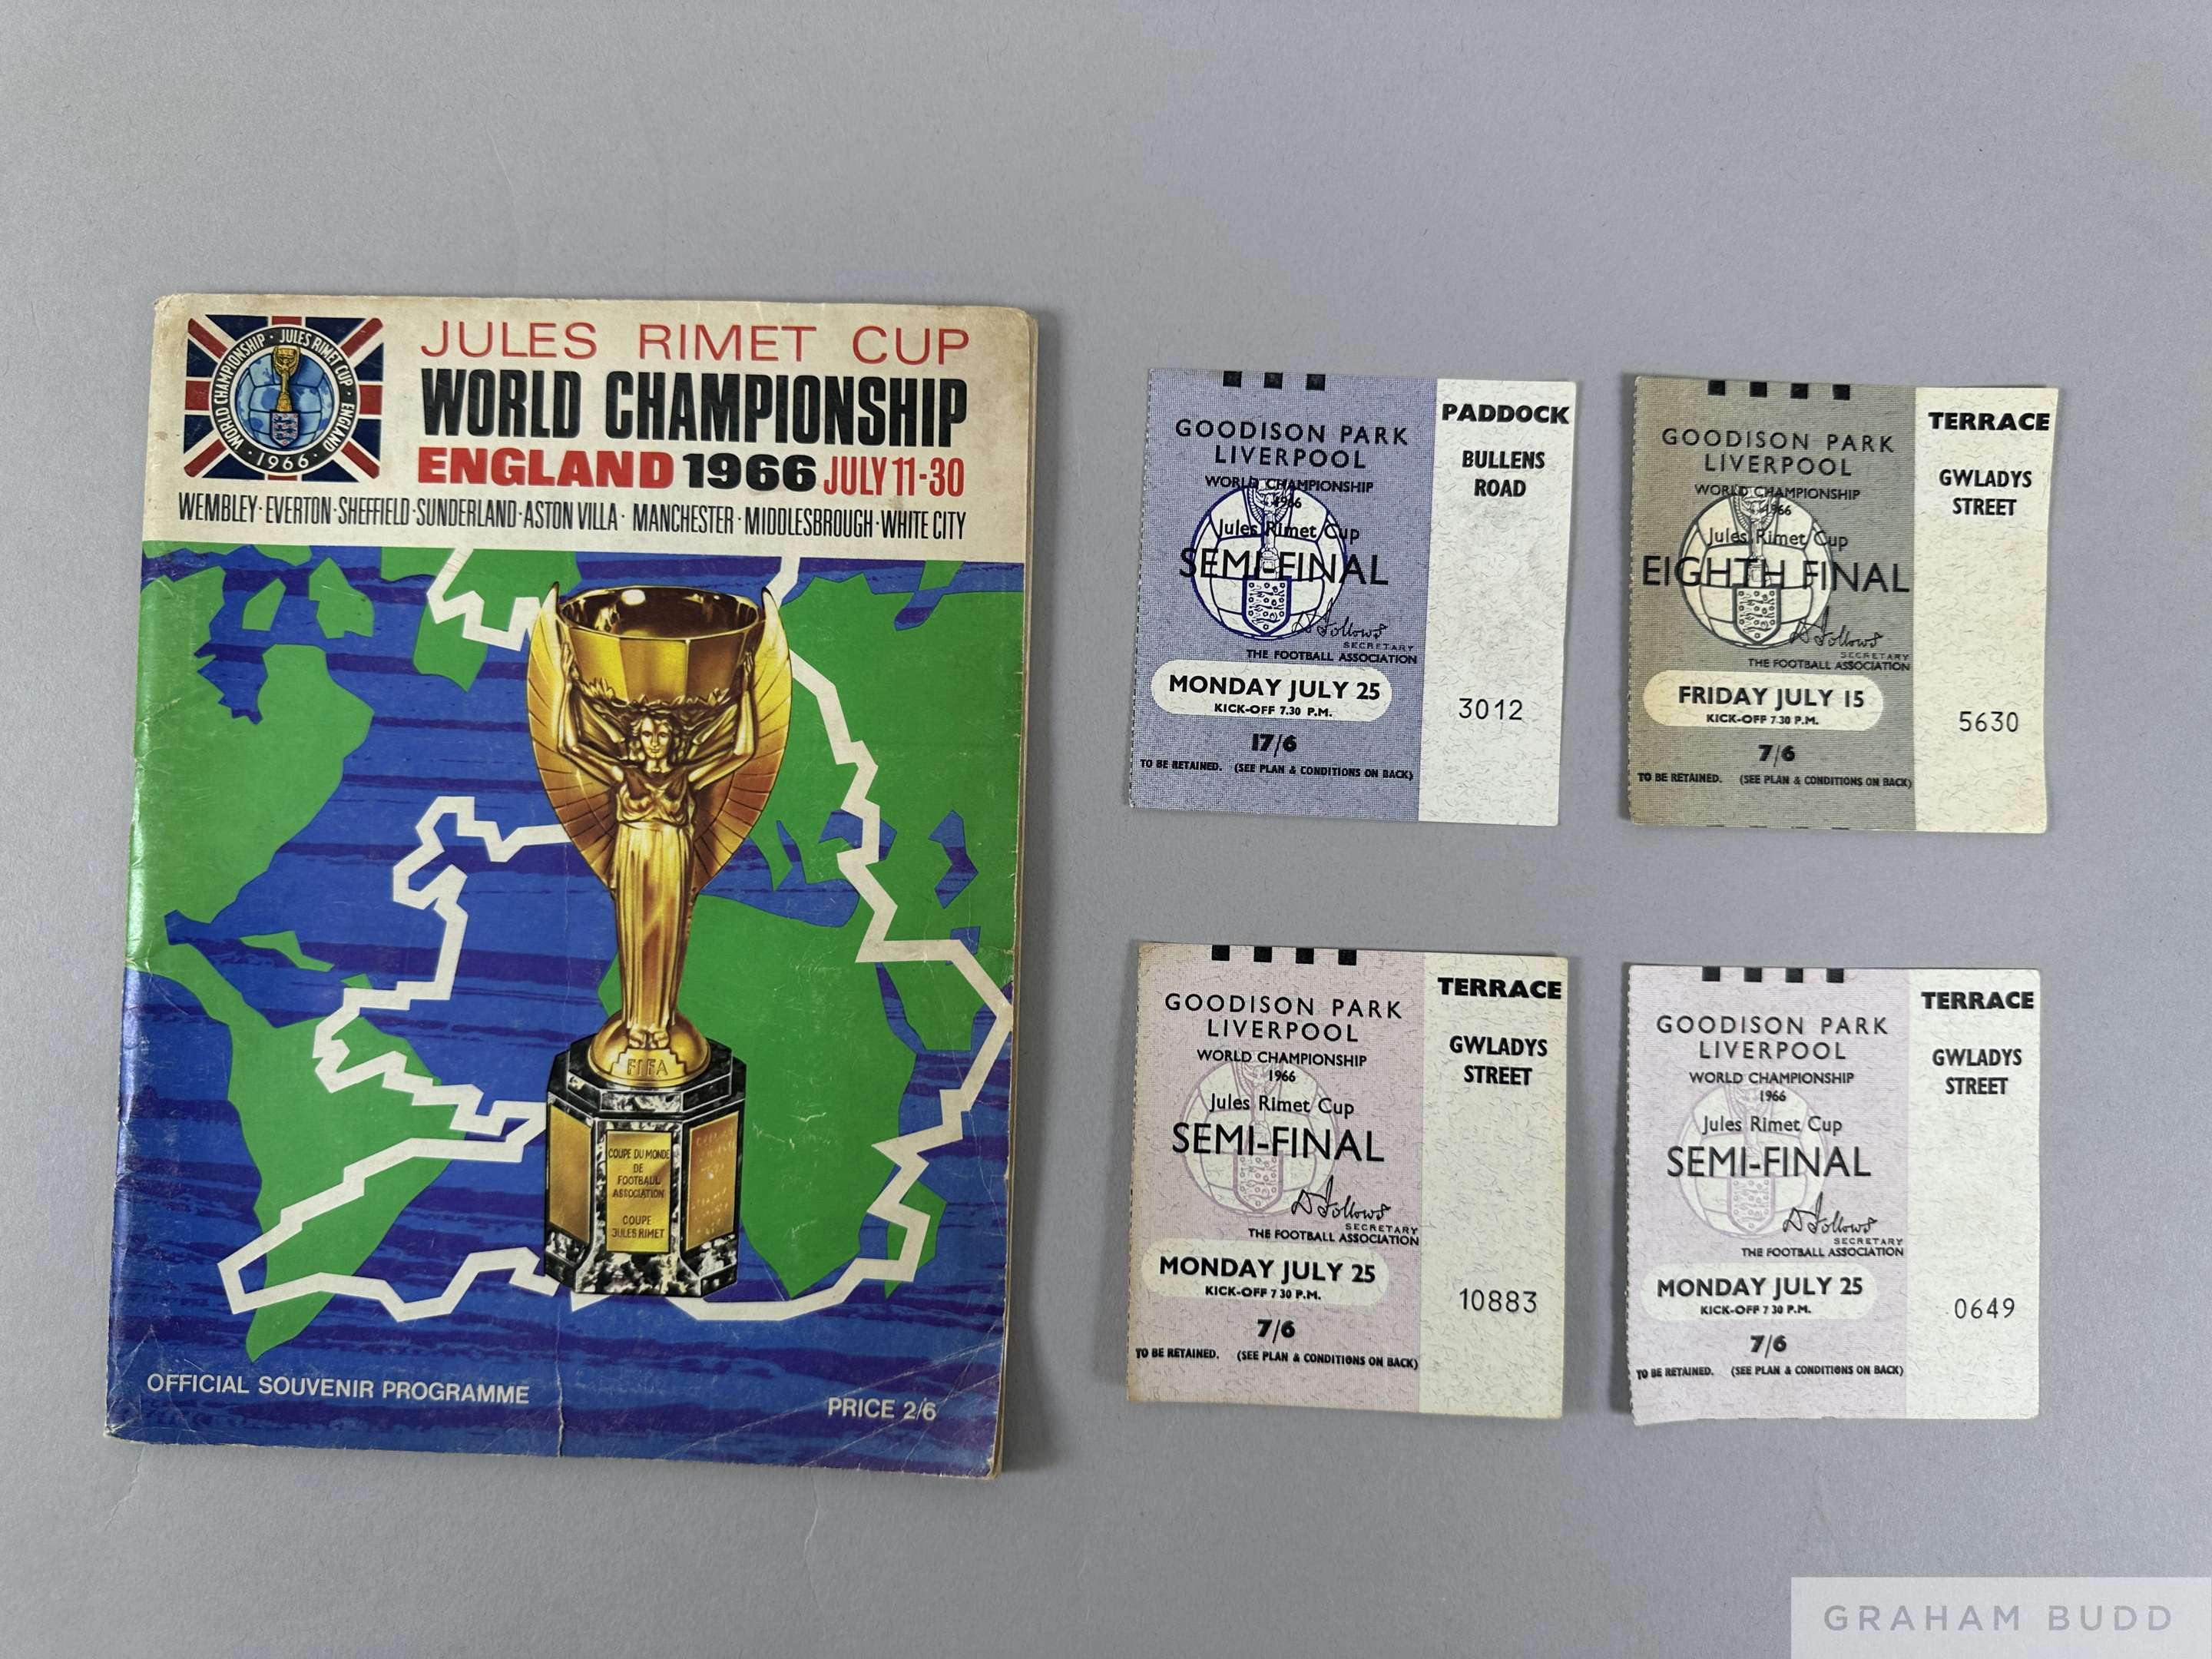 JULES RIMET CUP
WORLD CHAMPIONSHIP
ENGLAND 1966 JULY 11-30
WORLD CHAMPIONSHIP · JULES RIMET CUP · ENGLAND · 1966 ·
WEMBLEY · EVERTON · SHEFFIELD · SUNDERLAND · ASTON VILLA · MANCHESTER · MIDDLESBROUGH · WHITE CITY
FIFA
COUPE DU MONDE
DE
FOOTBALL
ASSOCIATION
COUPE
JULES RIMET
OFFICIAL SOUVENIR PROGRAMME
PRICE 2/6
GOODISON PARK
LIVERPOOL
WORLD CHAMPIONSHIP
1966
Jules Rimet Cup
SEMI-FINAL
D Follows
SECRETARY
THE FOOTBALL ASSOCIATION
MONDAY JULY 25
KICK-OFF 7.30 P.M.
17/6
TO BE RETAINED. (SEE PLAN & CONDITIONS ON BACK)
PADDOCK
BULLENS
ROAD
3012
GOODISON PARK
LIVERPOOL
WORLD CHAMPIONSHIP
1966
Jules Rimet Cup
EIGHTH FINAL
D Follows
SECRETARY
THE FOOTBALL ASSOCIATION
FRIDAY JULY 15
KICK-OFF 7 30 P.M.
7/6
TO BE RETAINED. (SEE PLAN & CONDITIONS ON BACK)
TERRACE
GWLADYS
STREET
5630
GOODISON PARK
LIVERPOOL
WORLD CHAMPIONSHIP
1966
Jules Rimet Cup
SEMI-FINAL
D Follows
SECRETARY
THE FOOTBALL ASSOCIATION
MONDAY JULY 25
KICK-OFF 7 30 P.M.
7/6
TO BE RETAINED. (SEE PLAN & CONDITIONS ON BACK)
TERRACE
GWLADYS
STREET
10883
GOODISON PARK
LIVERPOOL
WORLD CHAMPIONSHIP
1966
Jules Rimet Cup
SEMI-FINAL
D Follows
SECRETARY
THE FOOTBALL ASSOCIATION
MONDAY JULY 25
KICK-OFF 7 30 P.M.
7/6
TO BE RETAINED. (SEE PLAN & CONDITIONS ON BACK)
TERRACE
GWLADYS
STREET
0649
GRAHAM BUDD